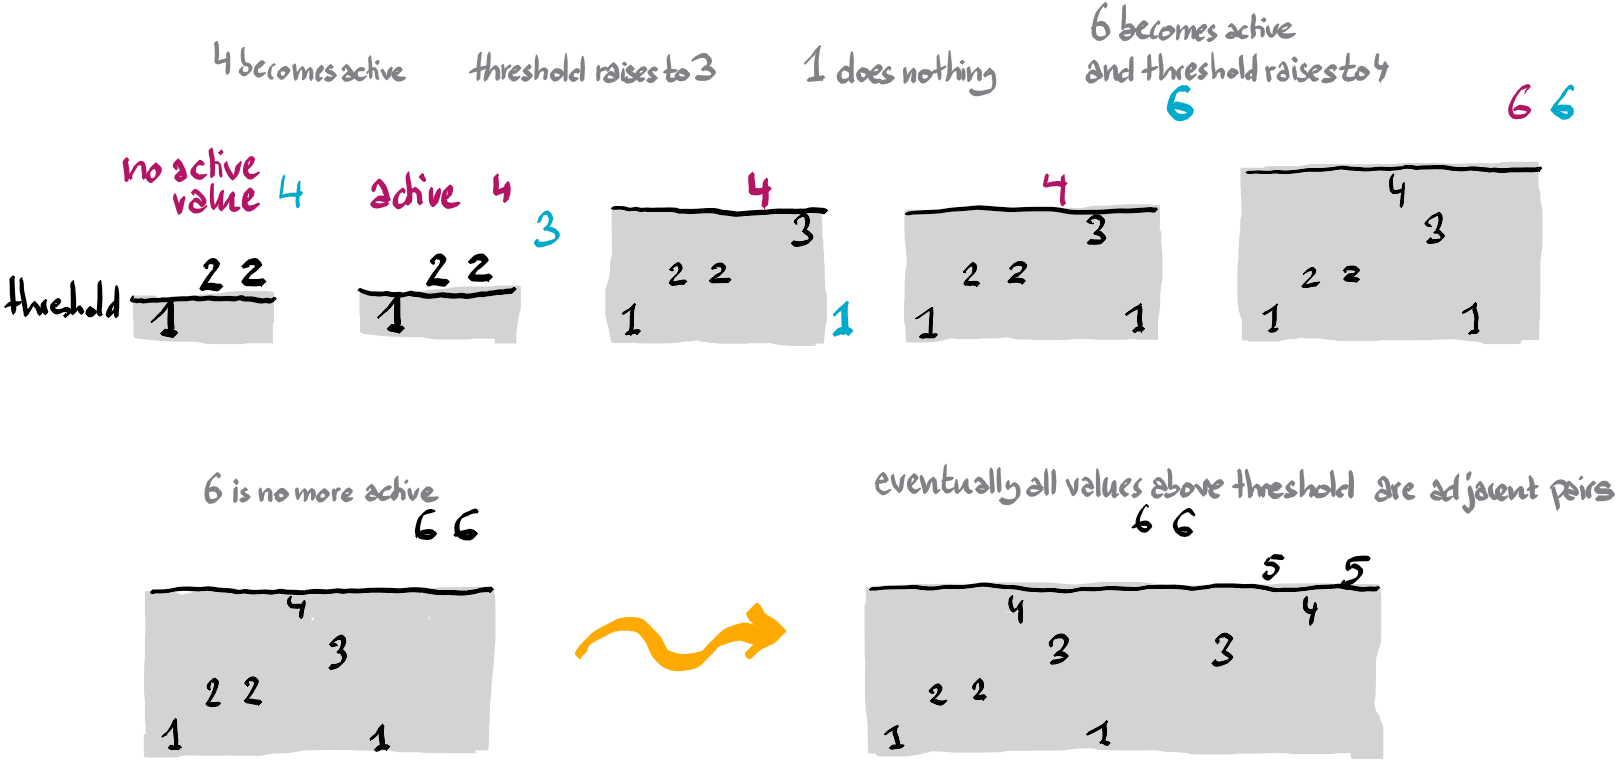 4 becomes active
threshold raises to 3
1 does nothing
6 becomes active
and threshold raises to 4
6
6 6
no active
value 4
2 2
threshold
1
active 4
3
2 2
1
4
3
2 2
1 1
4
3
2 2
1 1
4
3
2 2
1 1
6 is no more active
6 6
4
3
2 2
1 1
eventually all values above threshold are adjacent pairs
6 6
5 5
4 4
3 3
2 2
1 1